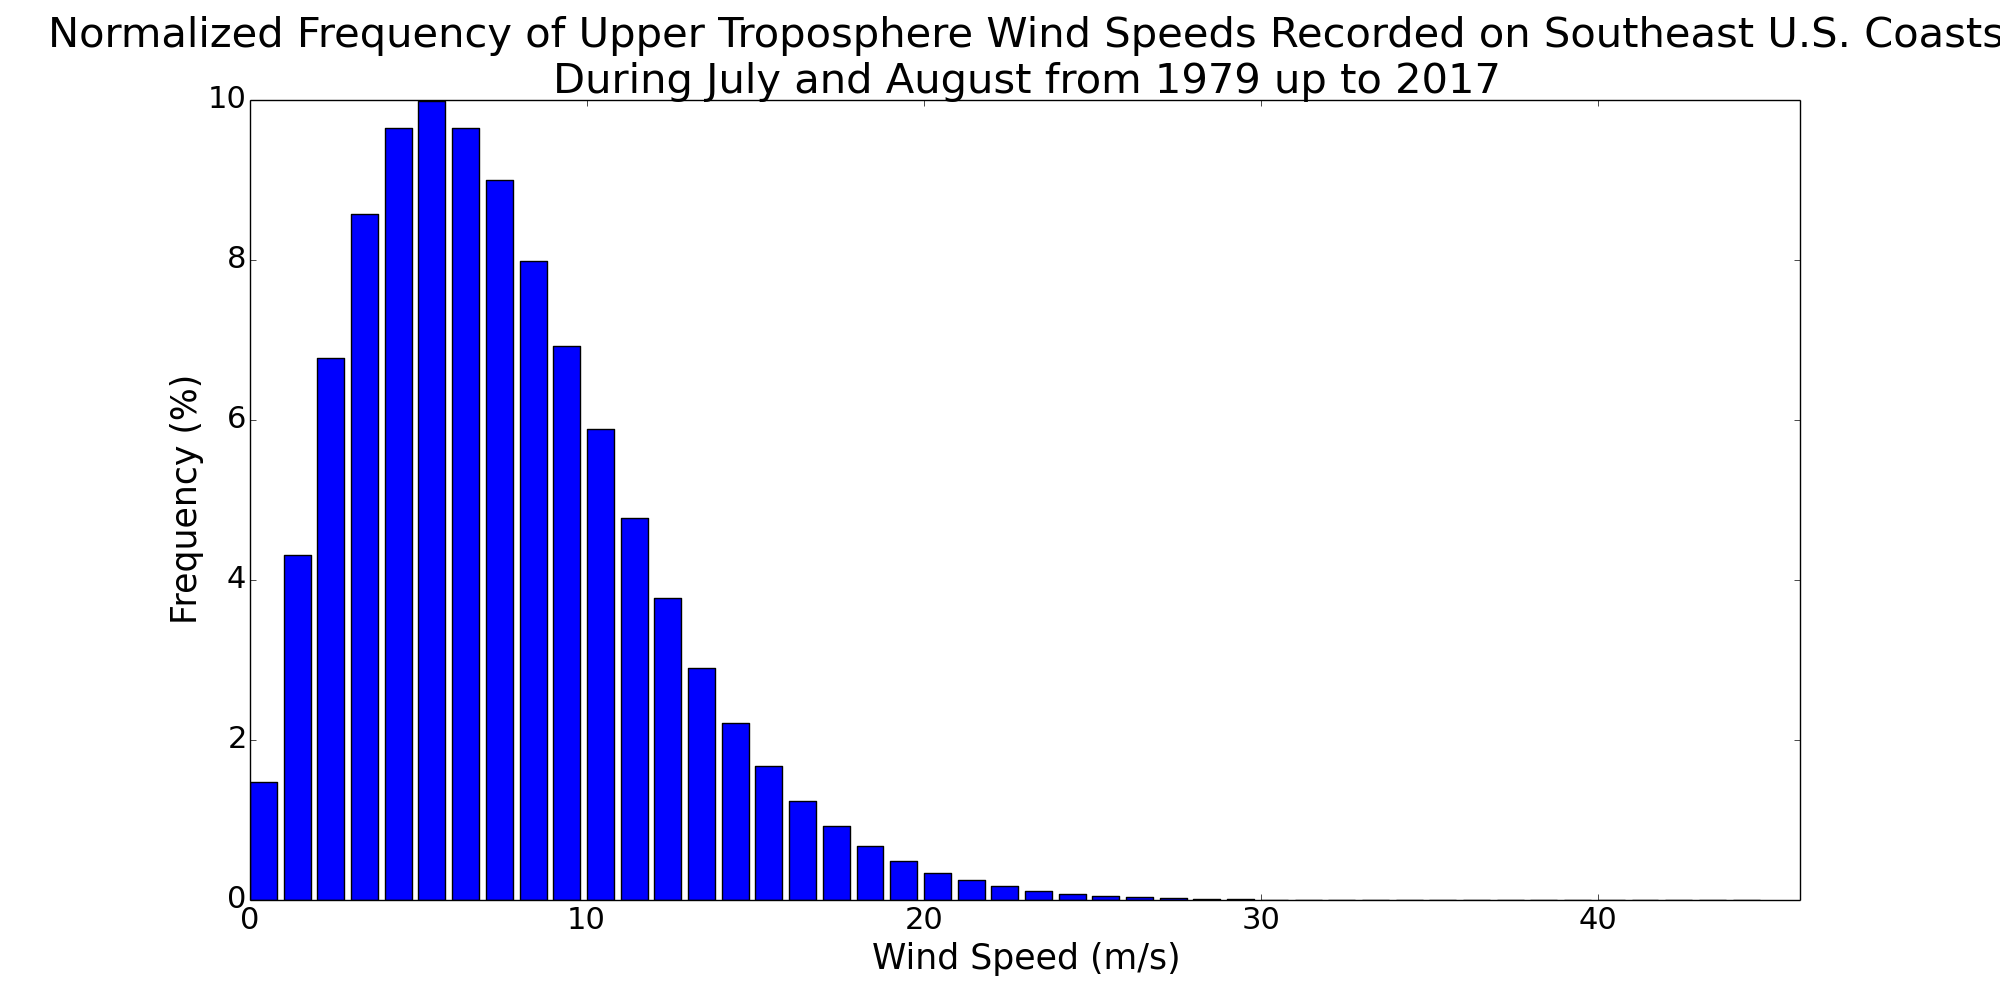 Normalized Frequency of Upper Troposphere Wind Speeds Recorded on Southeast U.S. Coasts
During July and August from 1979 up to 2017
10
8
6
4
2
0
Frequency (%)
0 10 20 30 40
Wind Speed (m/s)